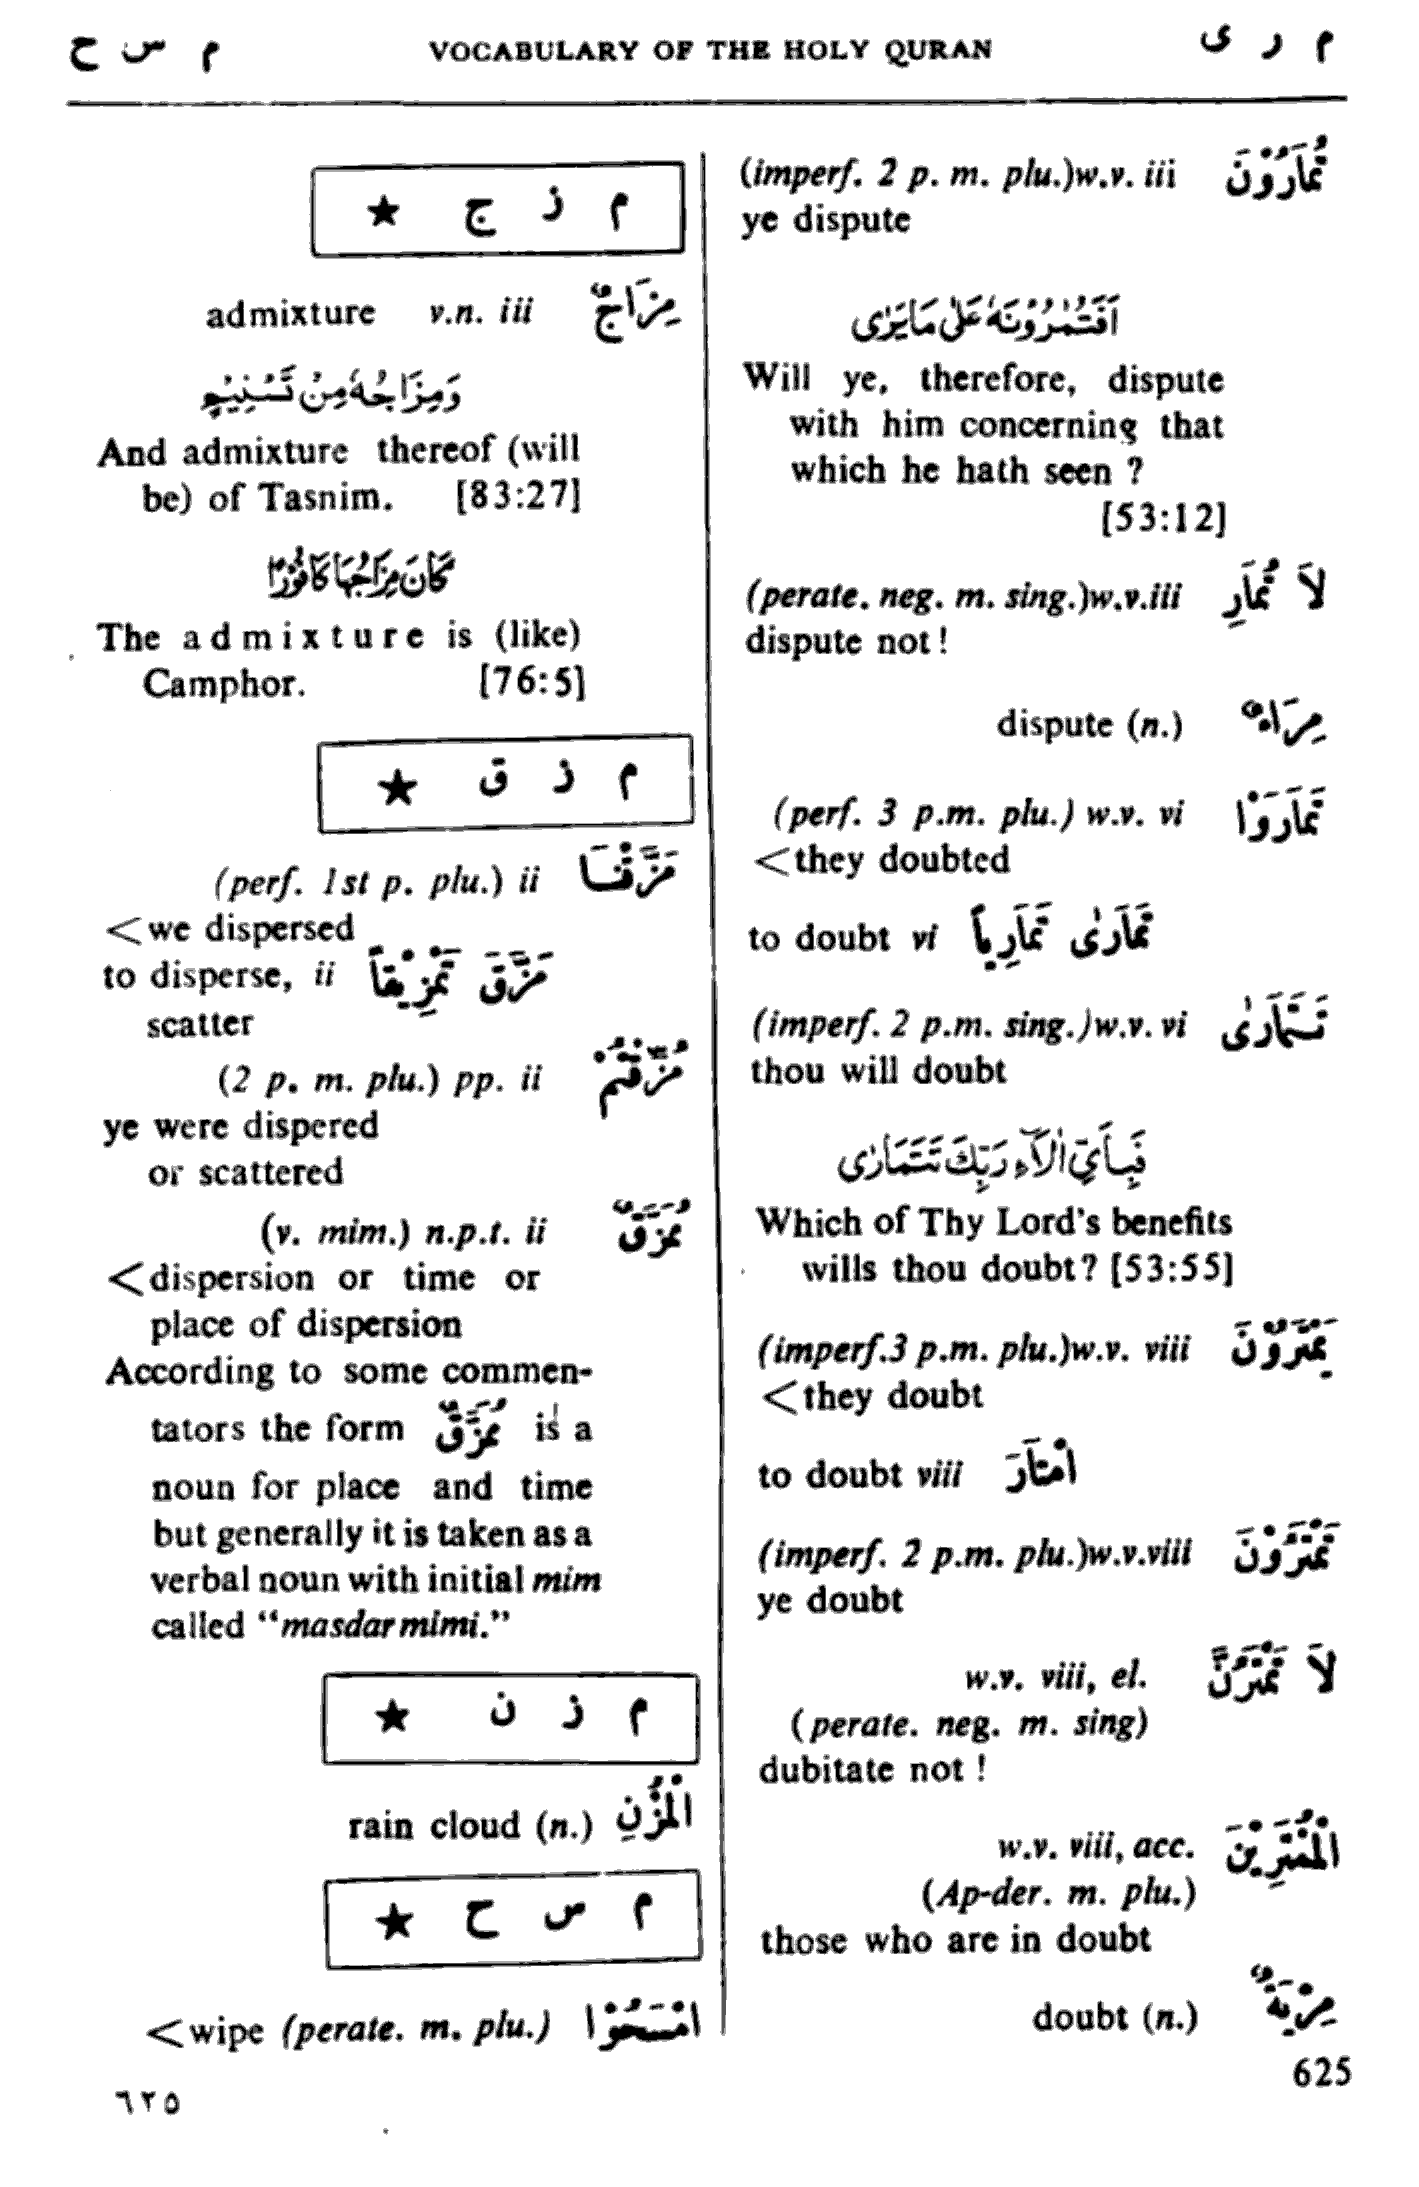 م ر ى VOCABULARY OF THE HOLY QURAN م س ح
(imperf. 2 p. m. plu.)w.v. iii تُمَارُوْنَ
ye dispute
اَفَتُمٰرُوْنَهٗ عَلٰى مَا يَرٰى
Will ye, therefore, dispute
with him concerning that
which he hath seen ?
[53:12]
(perate. neg. m. sing.)w.v.iii لاَ تُمَارِ
dispute not !
dispute (n.) مِرَاءٌ
(perf. 3 p.m. plu.) w.v. vi تَمَارَوْا
<they doubted
to doubt vi تَمَارٰى تَمَارِياً
(imperf. 2 p.m. sing.)w.v. vi تَتَمَارٰى
thou will doubt
فَبِاَيِّ اٰلَآءِ رَبِّكَ تَتَمَارٰى
Which of Thy Lord's benefits
wills thou doubt? [53:55]
(imperf.3 p.m. plu.)w.v. viii يَمْتَرُوْنَ
<they doubt
to doubt viii امْتَارَ
(imperf. 2 p.m. plu.)w.v.viii تَمْتَرُوْنَ
ye doubt
w.v. viii, el. لاَ تَمْتَرُنَّ
(perate. neg. m. sing)
dubitate not !
w.v. viii, acc. الْمُمْتَرِيْنَ
(Ap-der. m. plu.)
those who are in doubt
doubt (n.) مِرْيَةٌ
625
م ز ج ★
admixture v.n. iii مِزَاجٌ
وَمِزَاجُهٗ مِنْ تَسْنِيْمٍ
And admixture thereof (will
be) of Tasnim. [83:27]
كَانَ مِزَاجُهَا كَافُوْرًا
The admixture is (like)
Camphor. [76:5]
م ز ق ★
(perf. 1st p. plu.) ii مَزَّقْنَا
<we dispersed
to disperse, ii مَزَّقَ تَمْزِيْقاً
scatter
(2 p. m. plu.) pp. ii مُزِّقْتُمْ
ye were dispered
or scattered
(v. mim.) n.p.t. ii مُمَزَّقٌ
<dispersion or time or
place of dispersion
According to some commen-
tators the form مُمَزَّقٌ is a
noun for place and time
but generally it is taken as a
verbal noun with initial mim
called "masdar mimi."
م ز ن ★
rain cloud (n.) الْمُزْنِ
م س ح ★
<wipe (perate. m. plu.) امْسَحُوْا
٦٢٥